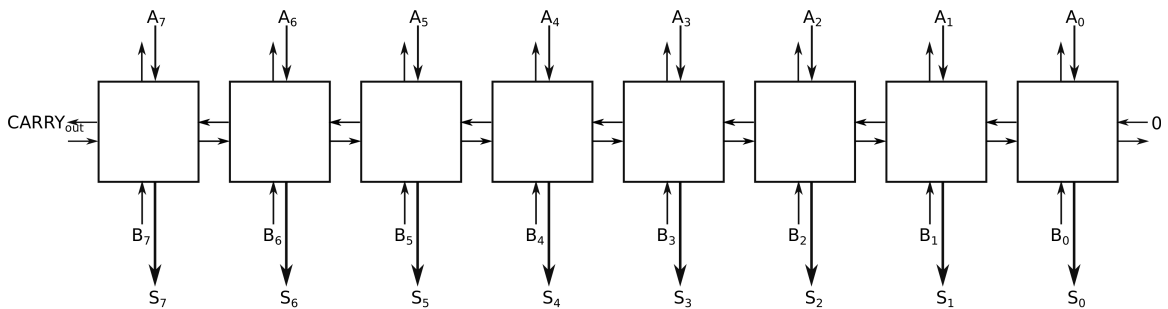 A7 A6 A5 A4 A3 A2 A1 A0
CARRYout 0
B7 B6 B5 B4 B3 B2 B1 B0
S7 S6 S5 S4 S3 S2 S1 S0